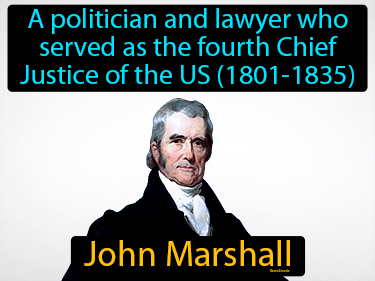 A politician and lawyer who
served as the fourth Chief
Justice of the US (1801-1835)
John Marshall